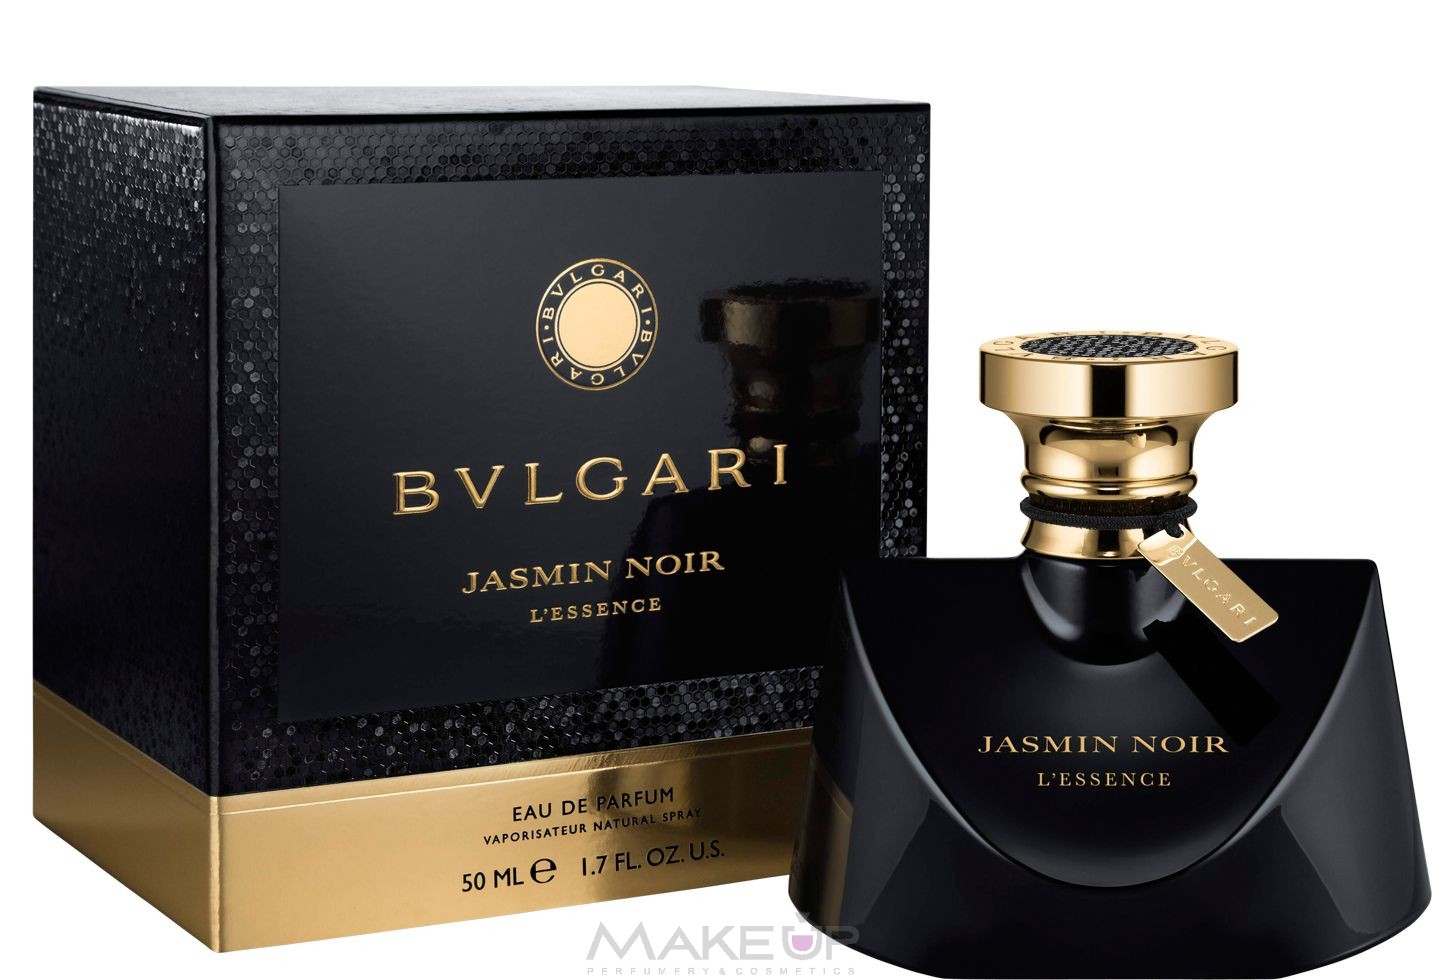 BVLGARI · BVLGARI ·
BVLGARI
JASMIN NOIR
L'ESSENCE
EAU DE PARFUM
VAPORISATEUR NATURAL SPRAY
50 ML e 1.7 FL. OZ. U.S.
BVLGARI
JASMIN NOIR
L'ESSENCE
MAKEUP
PERFUMERY & COSMETICS